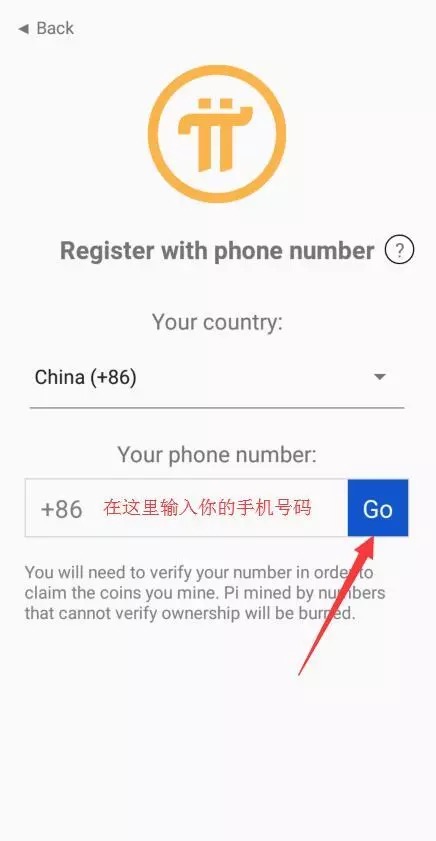 ◄ Back
Register with phone number ?
Your country:
China (+86)
Your phone number:
+86 在这里输入你的手机号码 Go
You will need to verify your number in order to
claim the coins you mine. Pi mined by numbers
that cannot verify ownership will be burned.